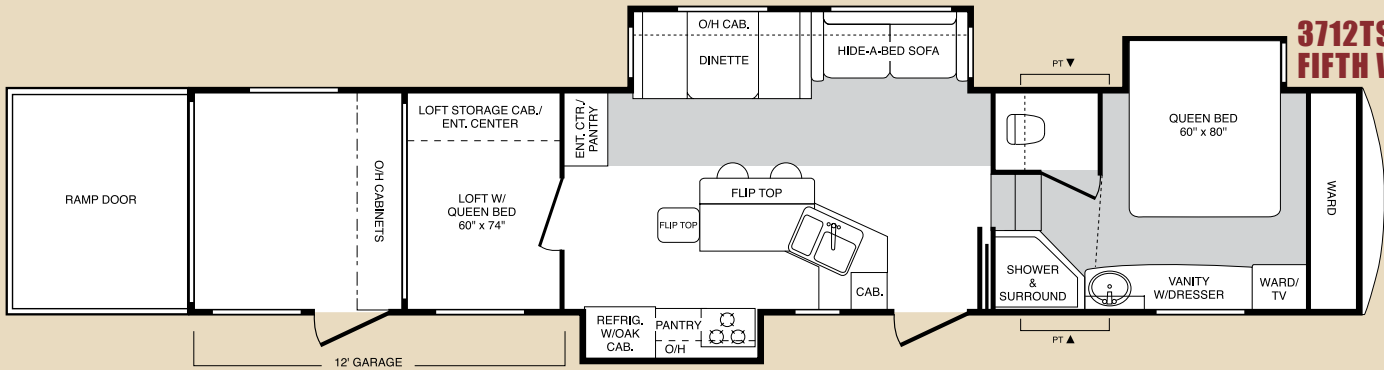 3712TS
FIFTH
O/H CAB.
DINETTE
HIDE-A-BED SOFA
PT ▼
QUEEN BED
60" x 80"
WARD
LOFT STORAGE CAB./
ENT. CENTER
ENT. CTR./
PANTRY
RAMP DOOR
O/H CABINETS
LOFT W/
QUEEN BED
60" x 74"
FLIP TOP
FLIP TOP
CAB.
SHOWER
&
SURROUND
VANITY
W/DRESSER
WARD/
TV
REFRIG.
W/OAK
CAB.
PANTRY
O/H
PT ▲
12' GARAGE